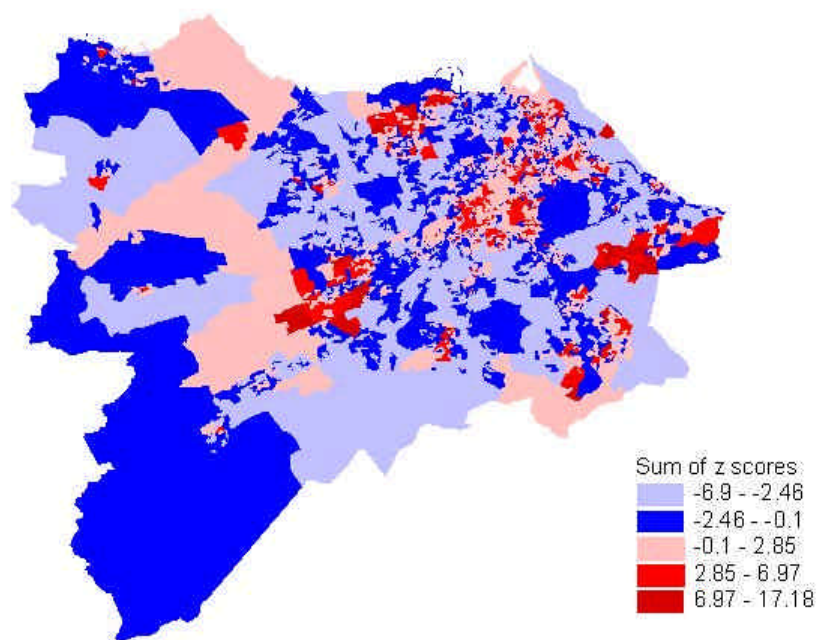 Sum of z scores
-6.9 - -2.46
-2.46 - -0.1
-0.1 - 2.85
2.85 - 6.97
6.97 - 17.18